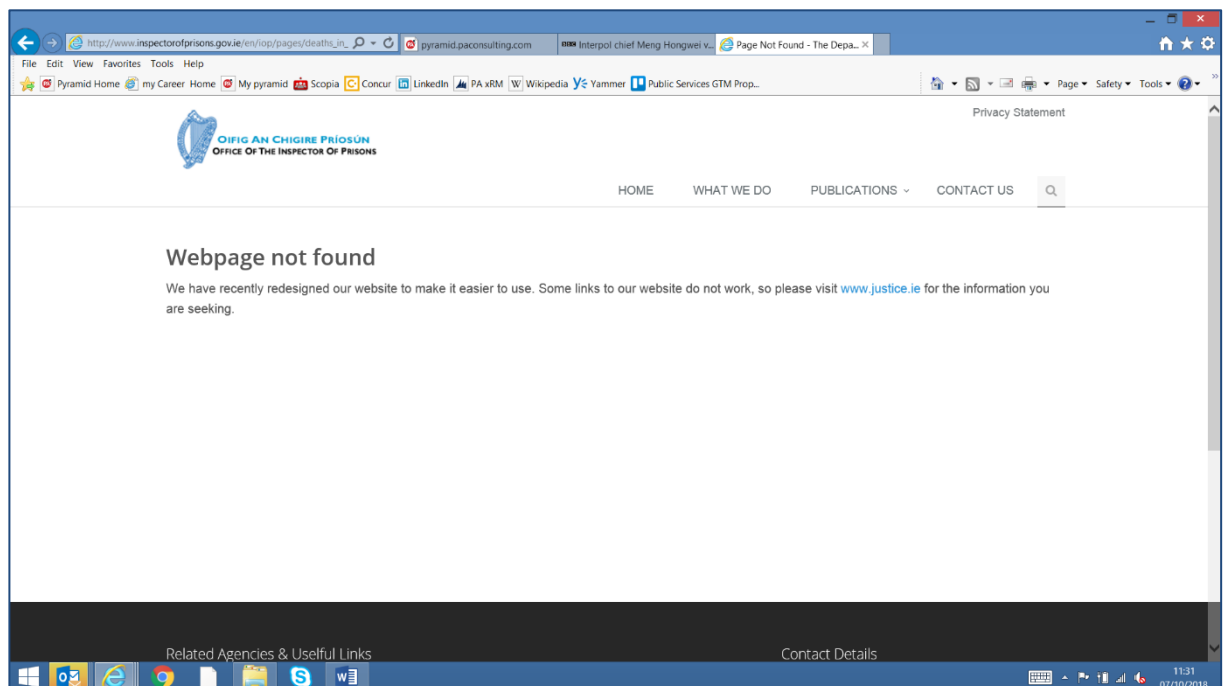 http://www.inspectorofprisons.gov.ie/en/iop/pages/deaths_in_
pyramid.paconsulting.com
Interpol chief Meng Hongwei v...
Page Not Found - The Depa...
File Edit View Favorites Tools Help
Pyramid Home my Career Home My pyramid Scopia Concur Linkedln PA xRM Wikipedia Yammer Public Services GTM Prop...
Page Safety Tools
Privacy Statement
OIFIG AN CHIGIRE PRÍOSÚN
OFFICE OF THE INSPECTOR OF PRISONS
HOME WHAT WE DO PUBLICATIONS CONTACT US
Webpage not found
We have recently redesigned our website to make it easier to use. Some links to our website do not work, so please visit www.justice.ie for the information you
are seeking.
Related Agencies & Uselful Links
Contact Details
11:31
07/10/2018